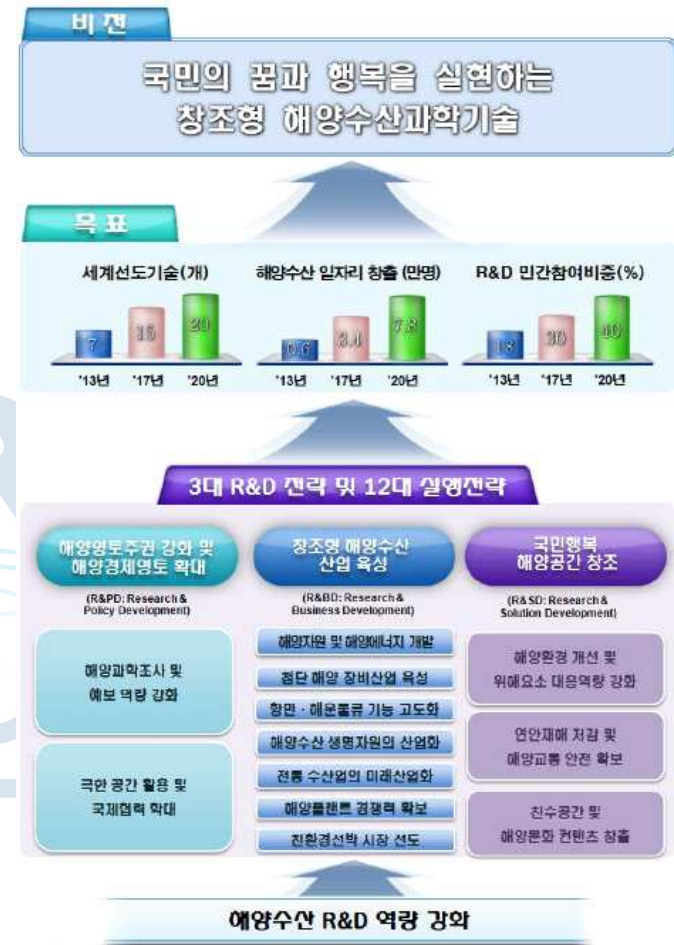 비 전
국민의 꿈과 행복을 실현하는
창조형 해양수산과학기술
목 표
세계선도기술(개)
해양수산 일자리 창출 (만명)
R&D 민간참여비중(%)
7
15
20
0.6
3.4
7.8
18
30
40
'13년
'17년
'20년
'13년
'17년
'20년
'13년
'17년
'20년
3대 R&D 전략 및 12대 실행전략
해양영토주권 강화 및
해양경제영토 확대
(R&PD: Research &
Policy Development)
해양과학조사 및
예보 역량 강화
극한 공간 활용 및
국제협력 확대
창조형 해양수산
산업 육성
(R&BD: Research &
Business Development)
해양자원 및 해양에너지 개발
첨단 해양 장비산업 육성
항만 · 해운물류 기능 고도화
해양수산 생명자원의 산업화
전통 수산업의 미래산업화
해양플랜트 경쟁력 확보
친환경선박 시장 선도
국민행복
해양공간 창조
(R&SD: Research &
Solution Development)
해양환경 개선 및
위해요소 대응역량 강화
연안재해 저감 및
해양교통 안전 확보
친수공간 및
해양문화 컨텐츠 창출
해양수산 R&D 역량 강화